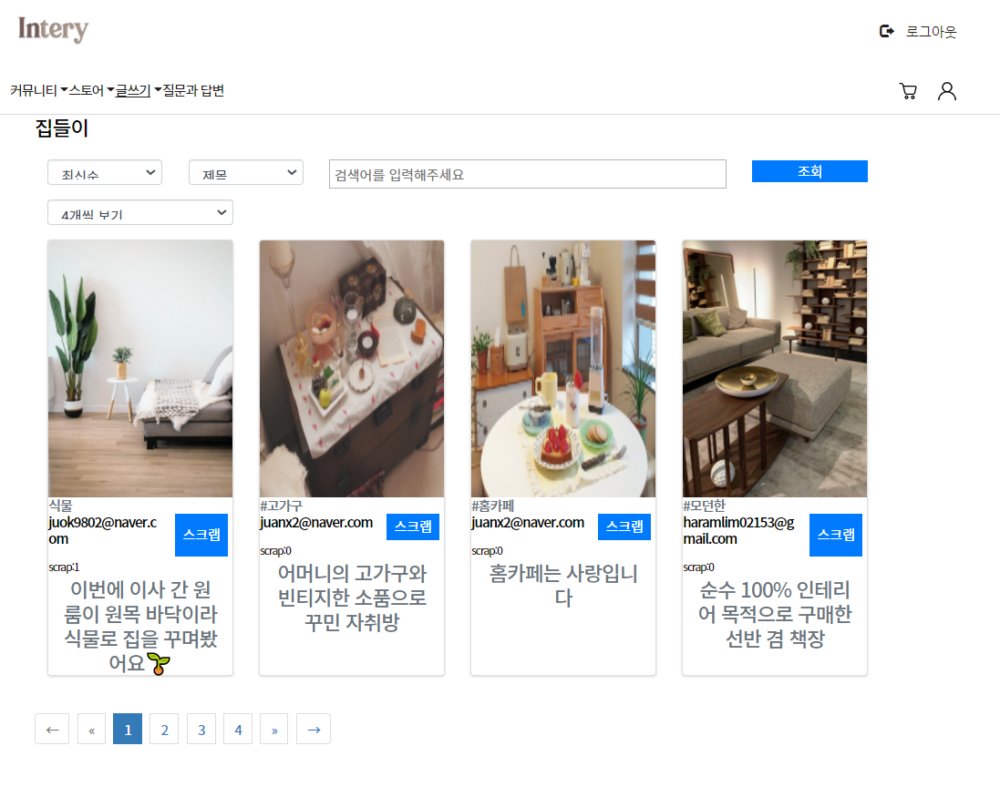 Intery
로그아웃
커뮤니티 스토어 글쓰기 질문과 답변
집들이
최신순 제목 검색어를 입력해주세요 조회
4개씩 보기
식물
juok9802@naver.c
om
스크랩
scrap:1
이번에 이사 간 원
룸이 원목 바닥이라
식물로 집을 꾸며봤
어요🌱
#고가구
juanx2@naver.com
스크랩
scrap:0
어머니의 고가구와
빈티지한 소품으로
꾸민 자취방
#홈카페
juanx2@naver.com
스크랩
scrap:0
홈카페는 사랑입니
다
#모던한
haramlim02153@g
mail.com
스크랩
scrap:0
순수 100% 인테리
어 목적으로 구매한
선반 겸 책장
← « 1 2 3 4 » →